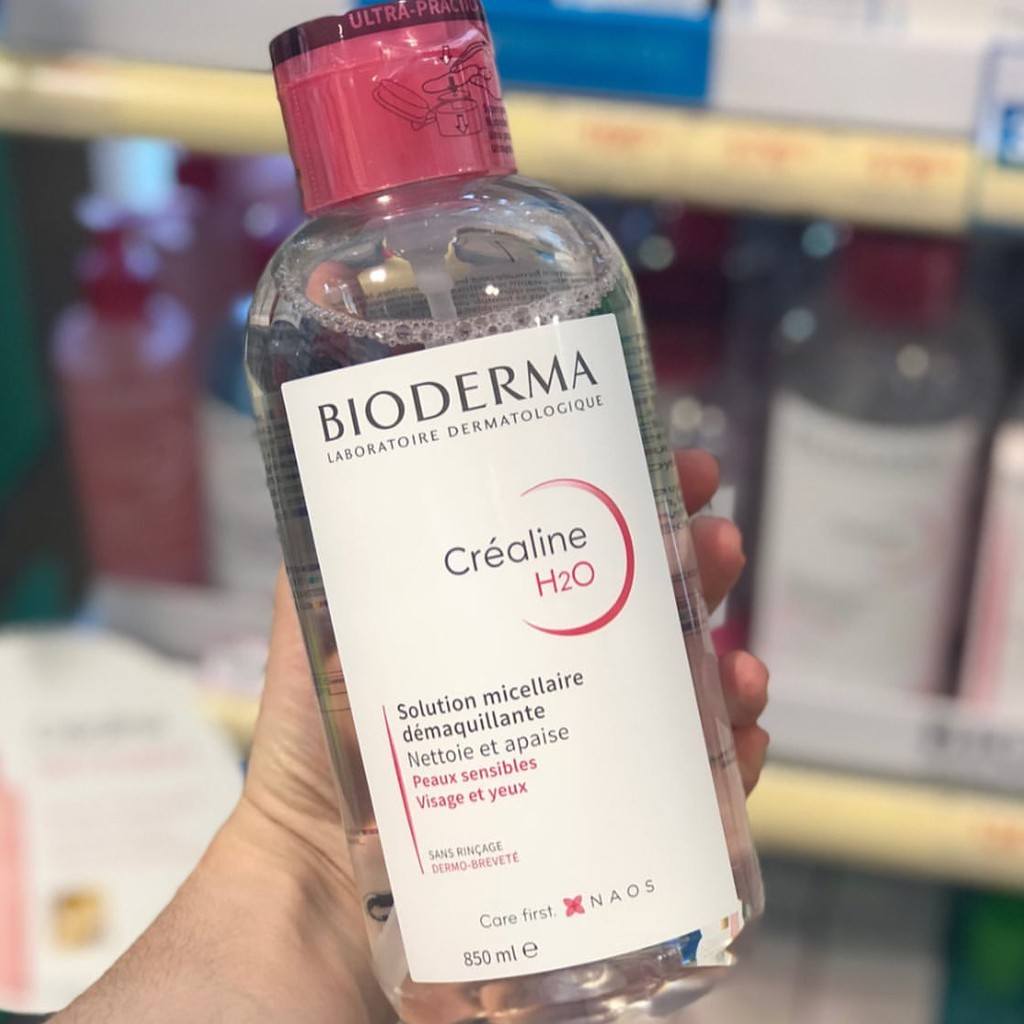 ULTRA-PRACTI
BIODERMA
LABORATOIRE DERMATOLOGIQUE
Créaline
H2O
Solution micellaire
démaquillante
Nettoie et apaise
Peaux sensibles
Visage et yeux
SANS RINÇAGE
DERMO-BREVETÉ
Care first. NAOS
850 ml ℮